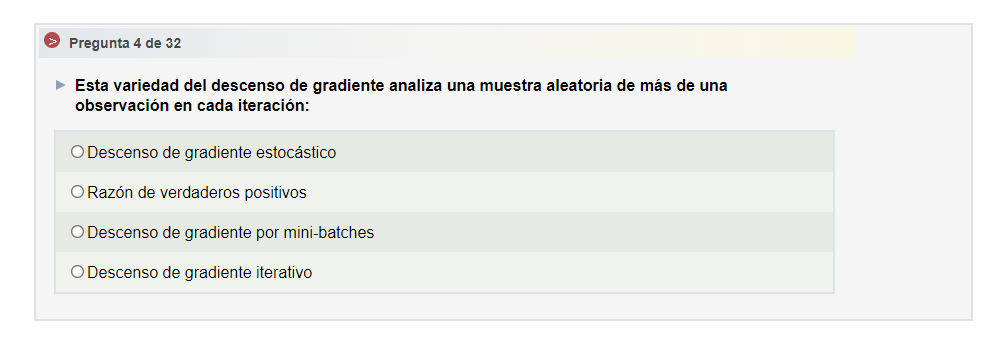 Pregunta 4 de 32
Esta variedad del descenso de gradiente analiza una muestra aleatoria de más de una
observación en cada iteración:
Descenso de gradiente estocástico
Razón de verdaderos positivos
Descenso de gradiente por mini-batches
Descenso de gradiente iterativo